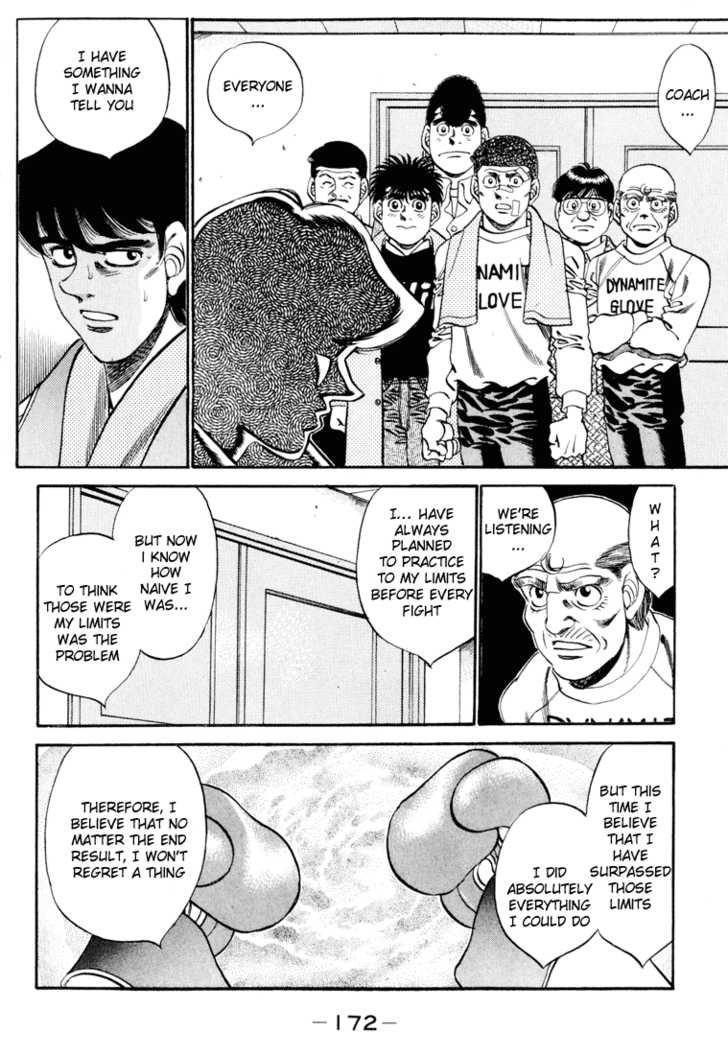 COACH
...
EVERYONE
...
NAMIT
LOVE
DYNAMITE
GLOVE
I HAVE
SOMETHING
I WANNA
TELL YOU
WHAT?
WE'RE
LISTENING
...
I... HAVE
ALWAYS
PLANNED
TO PRACTICE
TO MY LIMITS
BEFORE EVERY
FIGHT
BUT NOW
I KNOW
HOW
NAIVE I
WAS...
TO THINK
THOSE WERE
MY LIMITS
WAS THE
PROBLEM
BUT THIS
TIME I
BELIEVE
THAT I
HAVE
SURPASSED
THOSE
LIMITS
I DID
ABSOLUTELY
EVERYTHING
I COULD DO
THEREFORE, I
BELIEVE THAT NO
MATTER THE END
RESULT, I WON'T
REGRET A THING
-172-